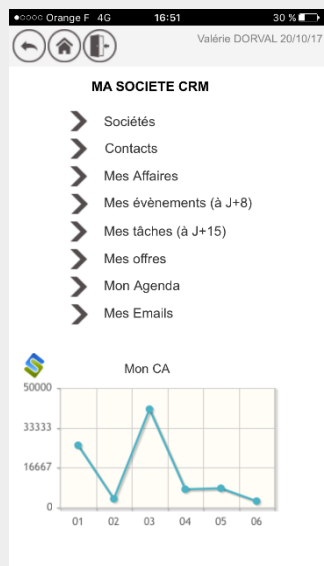 Orange F 4G 16:51 30 %
Valérie DORVAL 20/10/17
MA SOCIETE CRM
Sociétés
Contacts
Mes Affaires
Mes évènements (à J+8)
Mes tâches (à J+15)
Mes offres
Mon Agenda
Mes Emails
Mon CA
50000
33333
16667
0
01 02 03 04 05 06